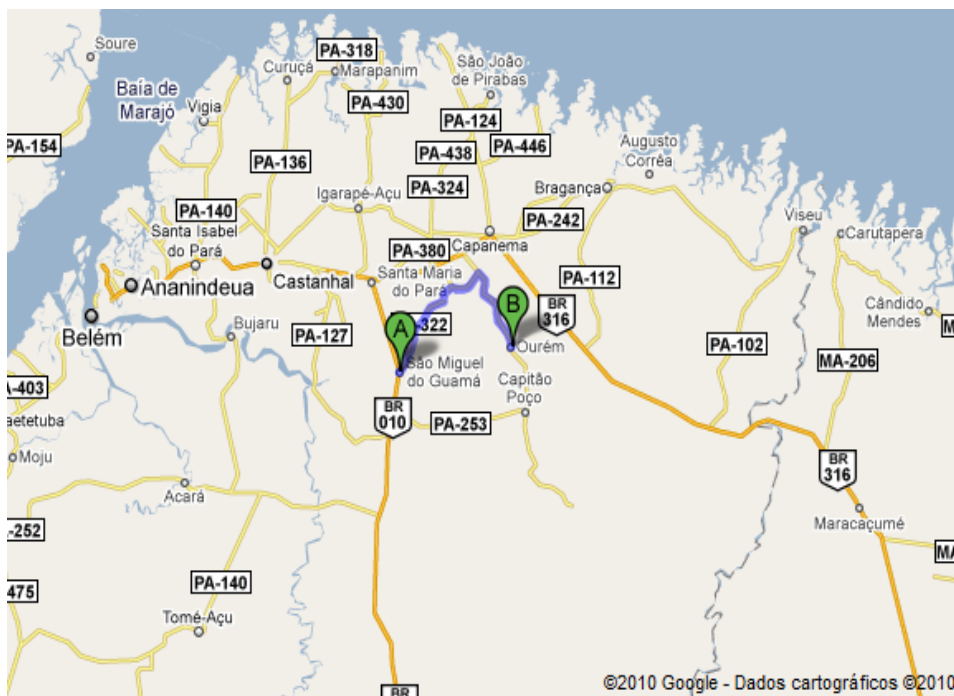 Soure
PA-318
Curuçá
Marapanim
São João
de Pirabas
Baía de
Marajó
Vigia
PA-430
PA-124
PA-154
PA-438
PA-446
PA-136
Augusto
Corrêa
PA-324
Bragança
Igarapé-Açu
PA-140
PA-242
Viseu
Santa Isabel
do Pará
Capanema
Carutapera
PA-380
Castanhal
Santa Maria
do Pará
PA-112
Ananindeua
B
BR
316
Cândido
Mendes
Belém
Bujaru
PA-127
A
-322
Ourém
PA-102
São Miguel
do Guamá
MA-206
PA-403
Capitão
Poço
aetetuba
BR
010
PA-253
Moju
BR
316
Acará
Maracaçumé
A-252
MA
PA-140
475
Tomé-Açu
BR
©2010 Google - Dados cartográficos ©2010